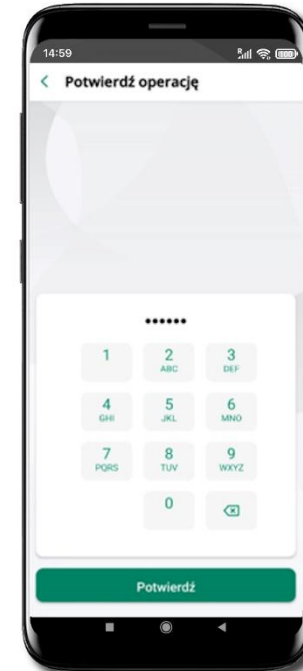 14:59
Potwierdź operację
••••••
1 2 3
ABC DEF
4 5 6
GHI JKL MNO
7 8 9
PQRS TUV WXYZ
0
Potwierdź